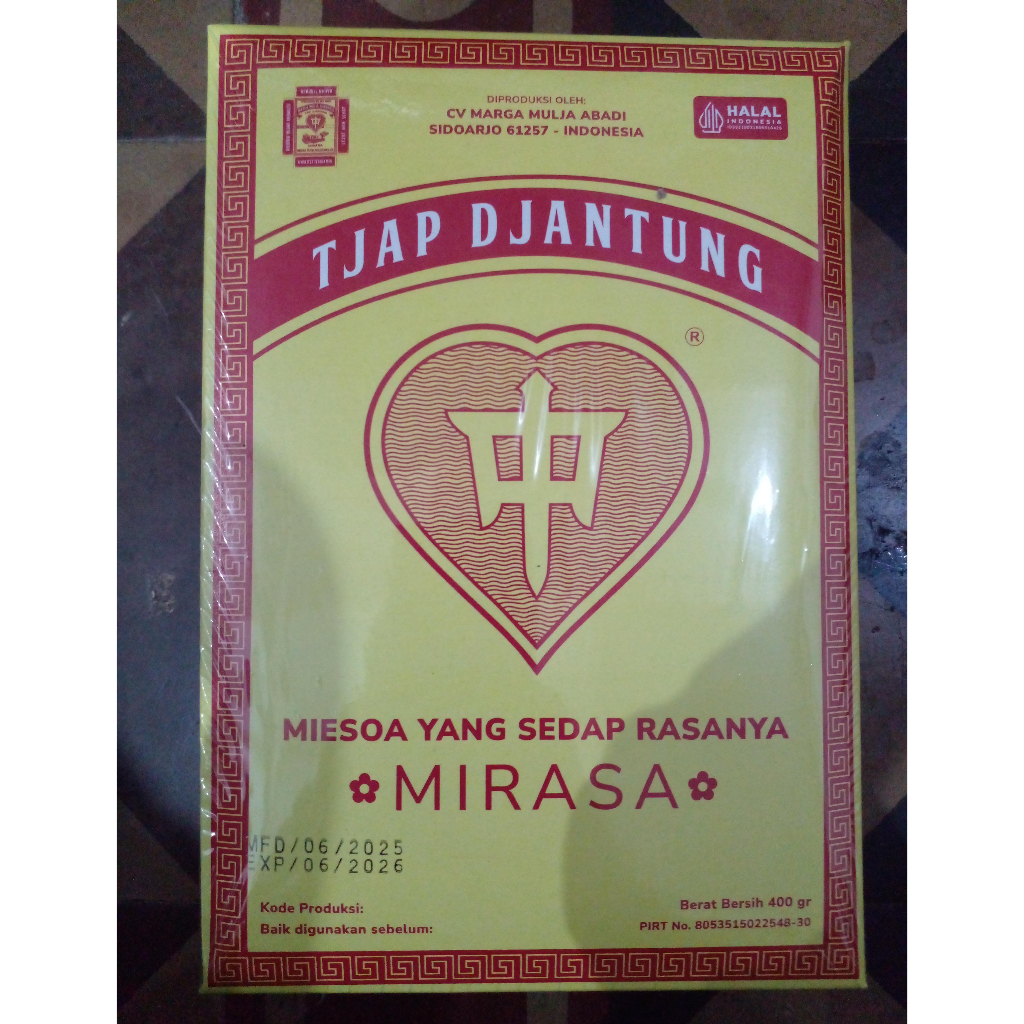 DIPRODUKSI OLEH:
CV MARGA MULJA ABADI
SIDOARJO 61257 - INDONESIA
HALAL
INDONESIA
TJAP DJANTUNG
®
中
MIESOA YANG SEDAP RASANYA
MIRASA
MFD/06/2025
EXP/06/2026
Kode Produksi:
Baik digunakan sebelum:
Berat Bersih 400 gr
PIRT No. 8053515022548-30